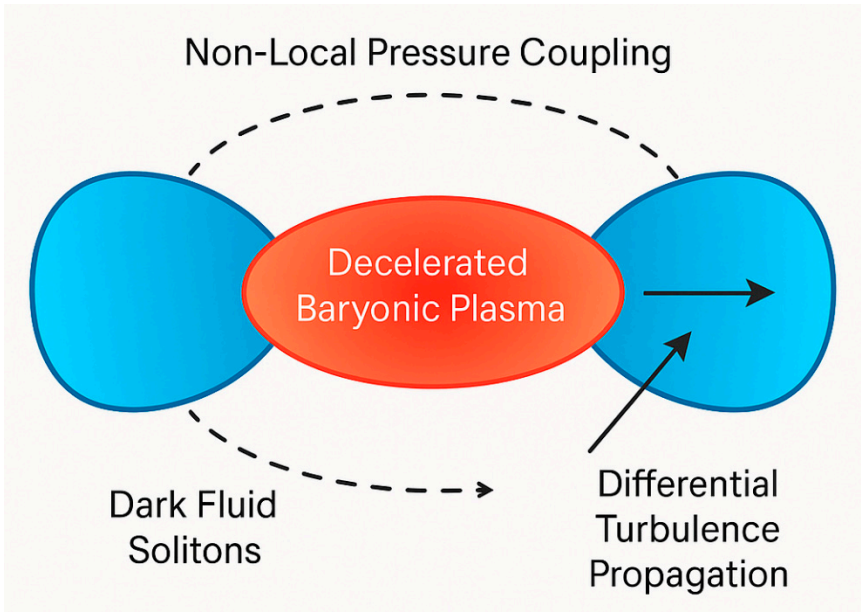 Non-Local Pressure Coupling
Decelerated
Baryonic Plasma
Dark Fluid
Solitons
Differential
Turbulence
Propagation